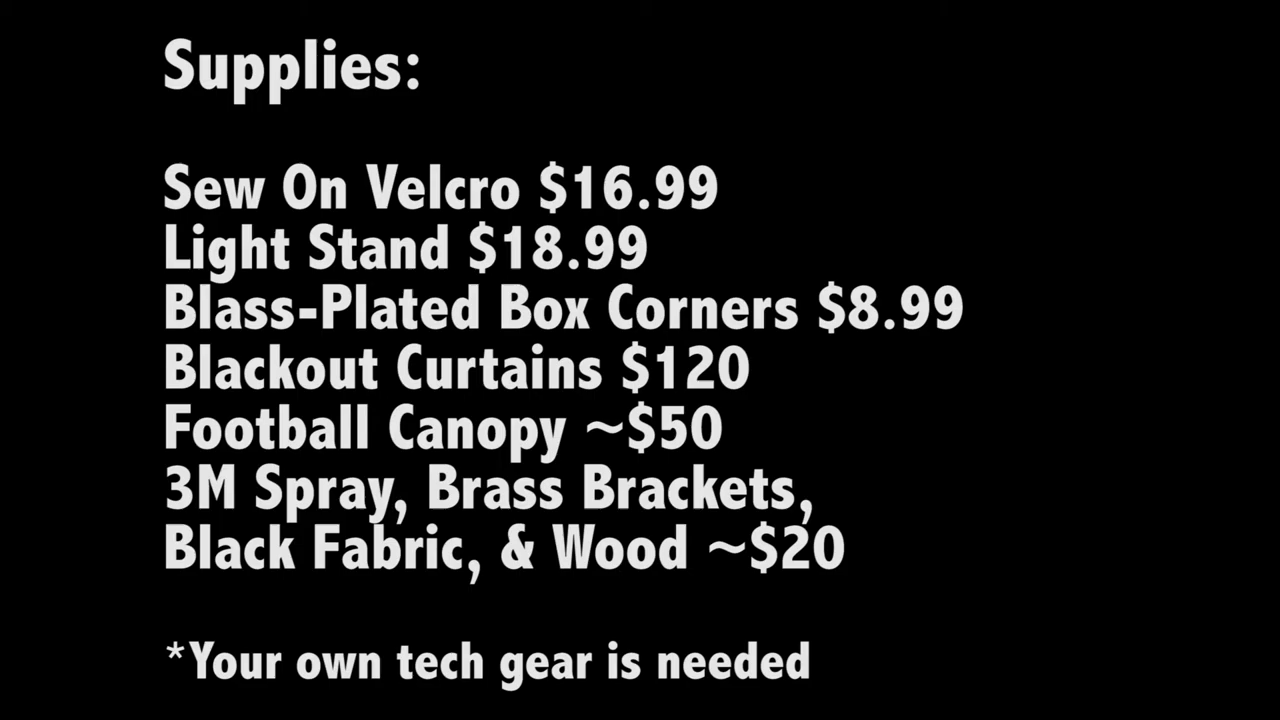 Supplies:
Sew On Velcro $16.99
Light Stand $18.99
Blass-Plated Box Corners $8.99
Blackout Curtains $120
Football Canopy ~$50
3M Spray, Brass Brackets,
Black Fabric, & Wood ~$20
*Your own tech gear is needed